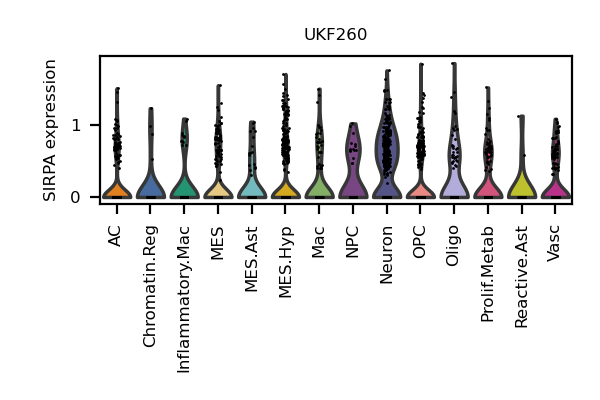 UKF260
SIRPA expression
1
0
AC
Chromatin.Reg
Inflammatory.Mac
MES
MES.Ast
MES.Hyp
Mac
NPC
Neuron
OPC
Oligo
Prolif.Metab
Reactive.Ast
Vasc